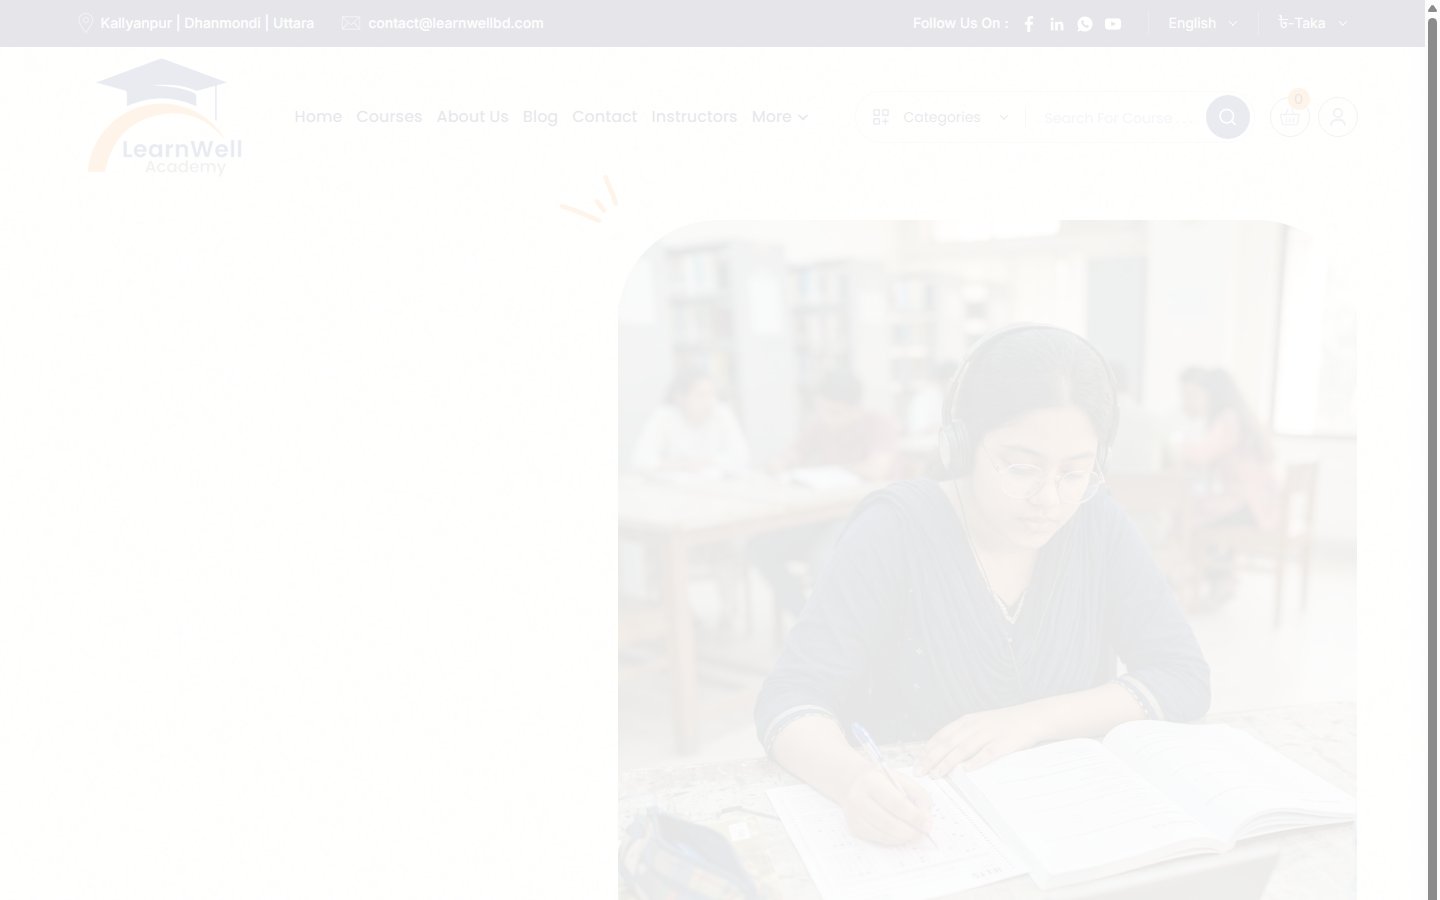 Kallyanpur | Dhanmondi | Uttara
contact@learnwellbd.com
Follow Us On :
English
৳-Taka
LearnWell
Academy
Home
Courses
About Us
Blog
Contact
Instructors
More
Categories
Search For Course . . .
0